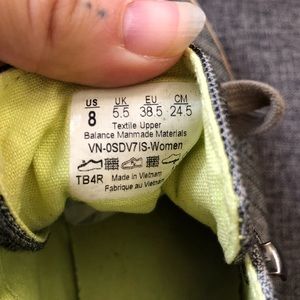 US UK EU CM
8 5.5 38.5 24.5
Textile Upper
Balance Manmade Materials
VN-0SDV7IS-Women
TB4R Made in Vietnam
Fabriqué au Vietnam